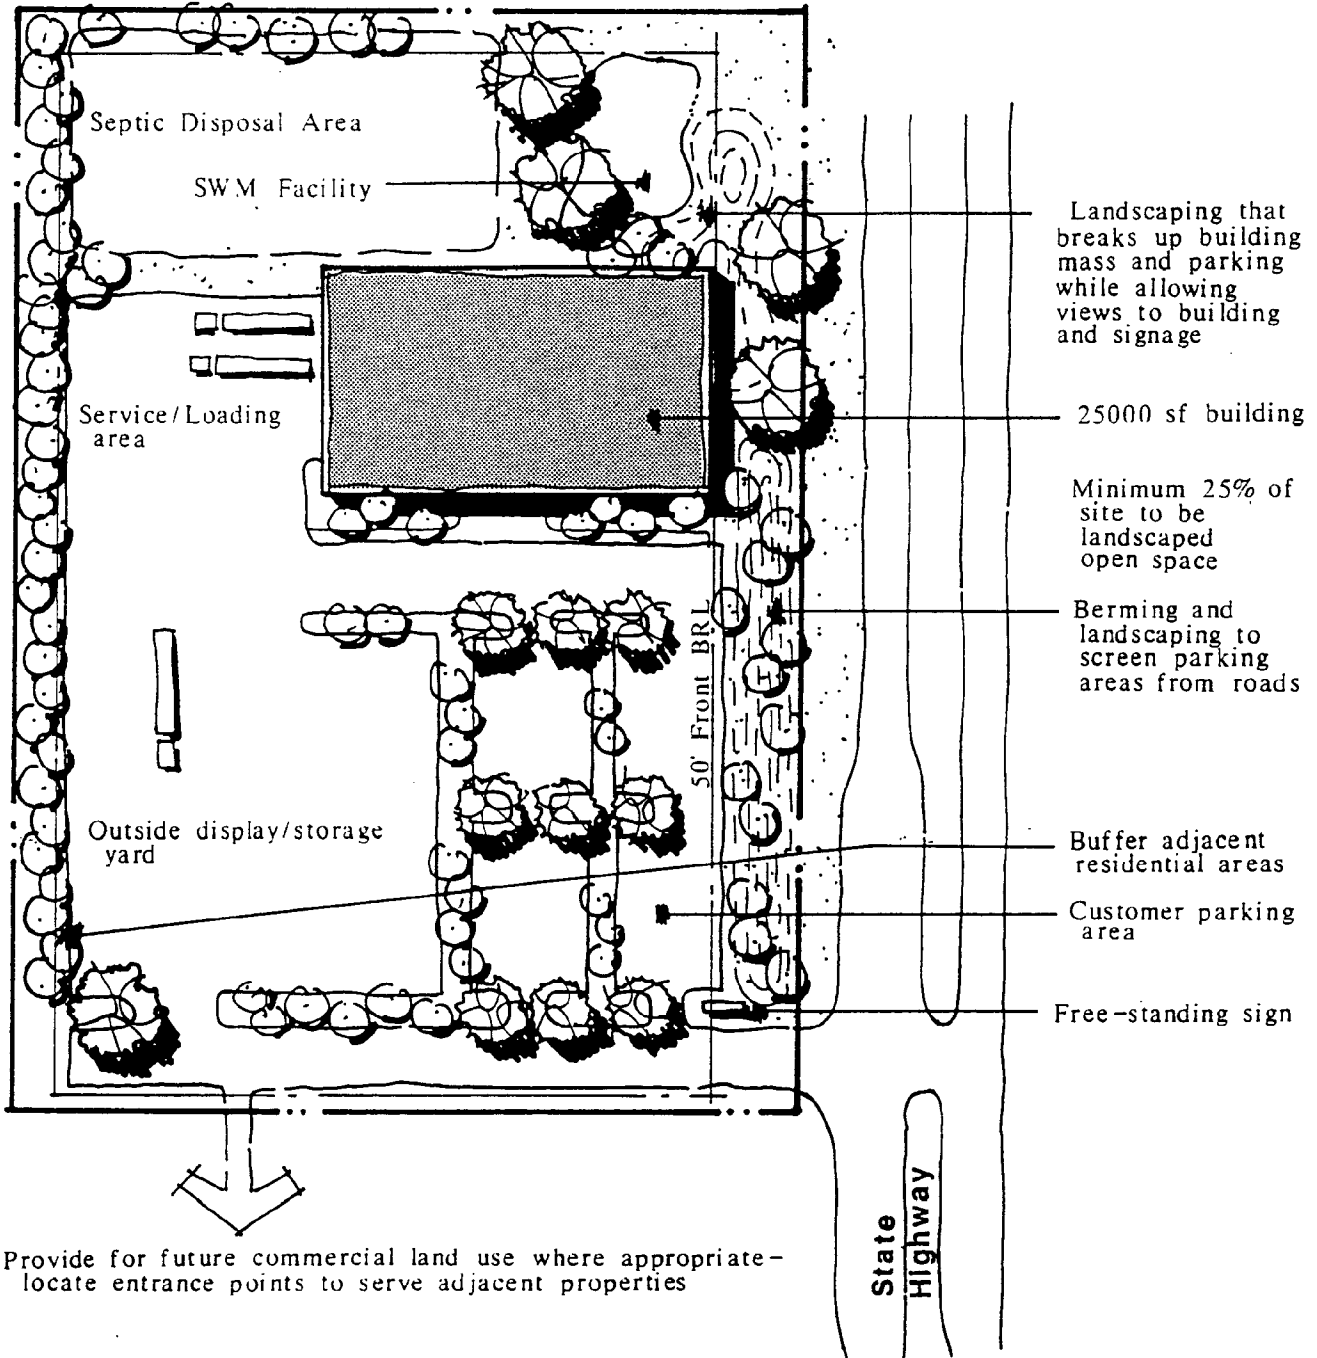 Septic Disposal Area
SWM Facility
Landscaping that
breaks up building
mass and parking
while allowing
views to building
and signage
Service/Loading
area
25000 sf building
Minimum 25% of
site to be
landscaped
open space
50' Front BRL
Berming and
landscaping to
screen parking
areas from roads
Outside display/storage
yard
Buffer adjacent
residential areas
Customer parking
area
Free-standing sign
State
Highway
Provide for future commercial land use where appropriate-
locate entrance points to serve adjacent properties